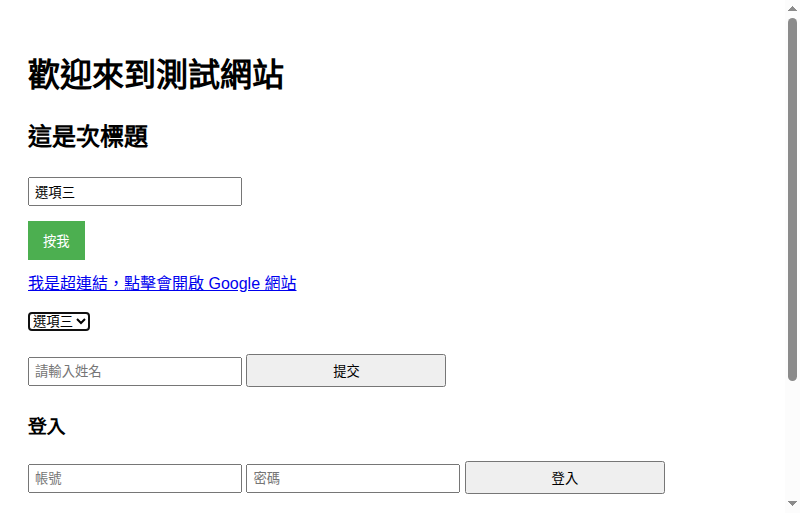 歡迎來到測試網站
這是次標題
選項三
按我
我是超連結，點擊會開啟 Google 網站
選項三
請輸入姓名 提交
登入
帳號 密碼 登入